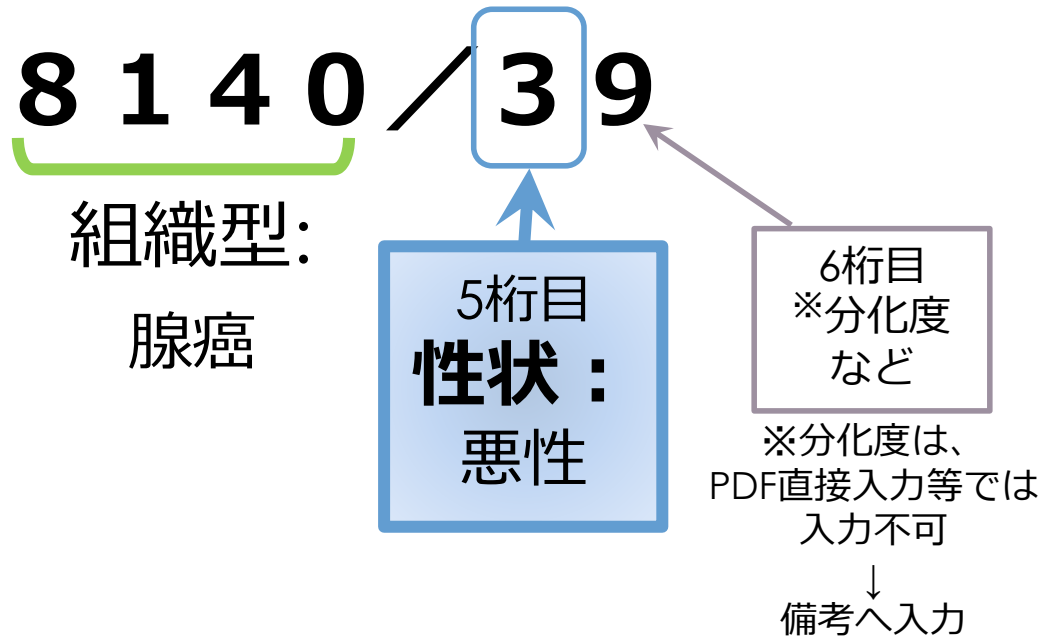 ８１４０／３９
組織型:
腺癌
5桁目
性状：
悪性
6桁目
※分化度
など
※分化度は、
PDF直接入力等では
入力不可
↓
備考へ入力